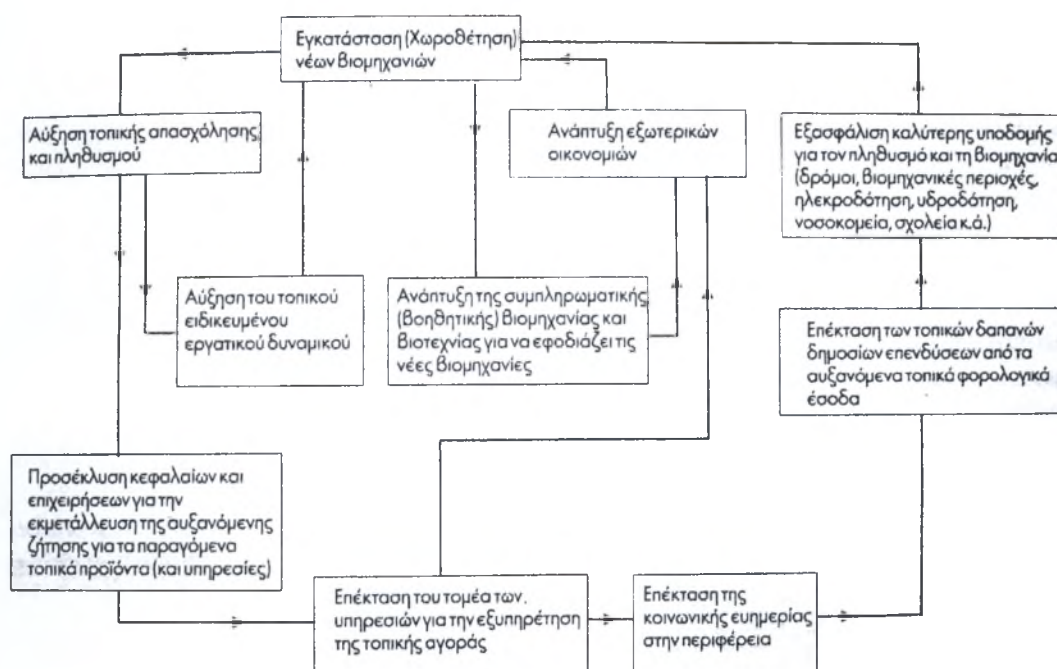 Εγκατάσταση (Χωροθέτηση)
νέων βιομηχανιών
Αύξηση τοπικής απασχόλησης
και πληθυσμού
Ανάπτυξη εξωτερικών
οικονομιών
Εξασφάλιση καλύτερης υποδομής
για τον πληθυσμό και τη βιομηχανία
(δρόμοι, βιομηχανικές περιοχές,
ηλεκροδότηση, υδροδότηση,
νοσοκομεία, σχολεία κ.ά.)
Αύξηση του τοπικού
ειδικευμένου
εργατικού δυναμικού
Ανάπτυξη της συμπληρωματικής
(βοηθητικής) βιομηχανίας και
βιοτεχνίας για να εφοδιάζει τις
νέες βιομηχανίες
Επέκταση των τοπικών δαπανών
δημοσίων επενδύσεων από τα
αυξανόμενα τοπικά φορολογικά
έσοδα
Προσέκλυση κεφαλαίων και
επιχειρήσεων για την
εκμετάλλευση της αυξανόμενης
ζήτησης για τα παραγόμενα
τοπικά προϊόντα (και υπηρεσίες)
Επέκταση του τομέα των
υπηρεσιών για την εξυπηρέτηση
της τοπικής αγοράς
Επέκταση της
κοινωνικής ευημερίας
στην περιφέρεια